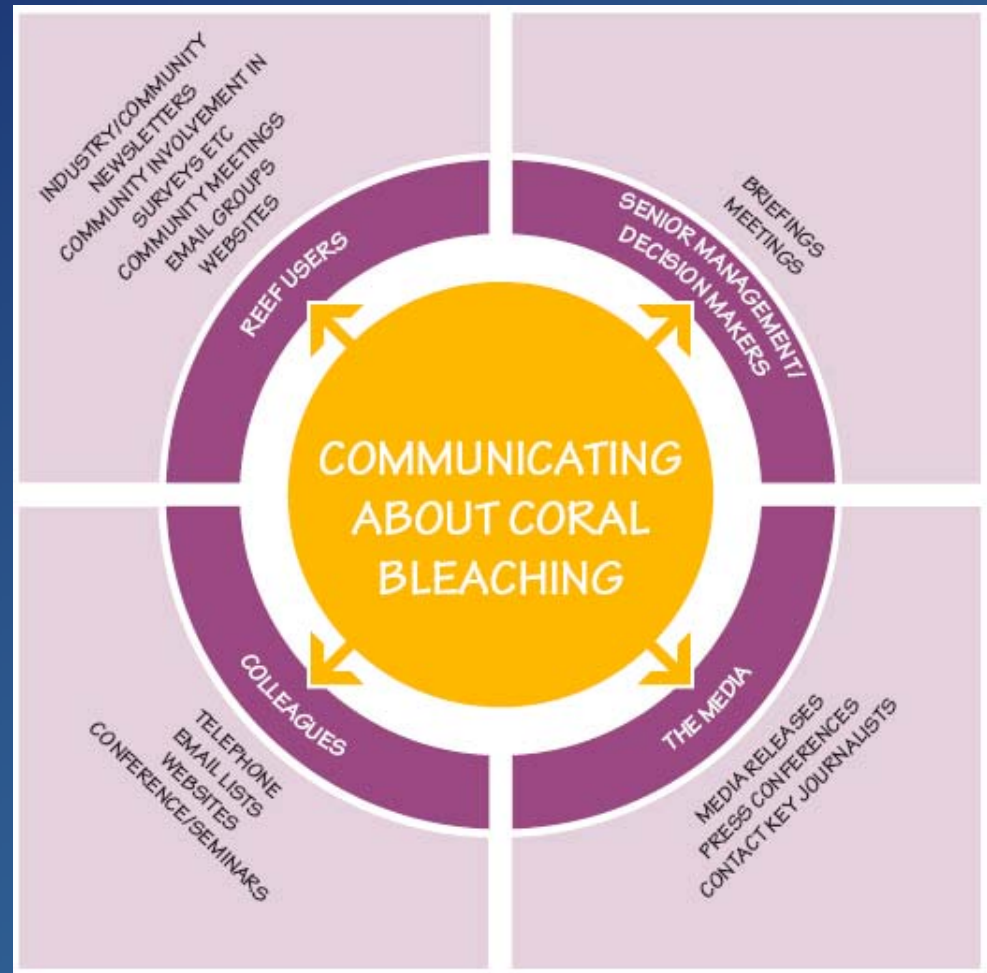 INDUSTRY/COMMUNITY
NEWSLETTERS
COMMUNITY INVOLVEMENT IN
SURVEYS ETC
COMMUNITY MEETINGS
EMAIL GROUPS
WEBSITES
REEF USERS
BRIEFINGS
MEETINGS
SENIOR MANAGEMENT/
DECISION MAKERS
COMMUNICATING
ABOUT CORAL
BLEACHING
COLLEAGUES
TELEPHONE
EMAIL LISTS
WEBSITES
CONFERENCE/SEMINARS
THE MEDIA
MEDIA RELEASES
PRESS CONFERENCES
CONTACT KEY JOURNALISTS